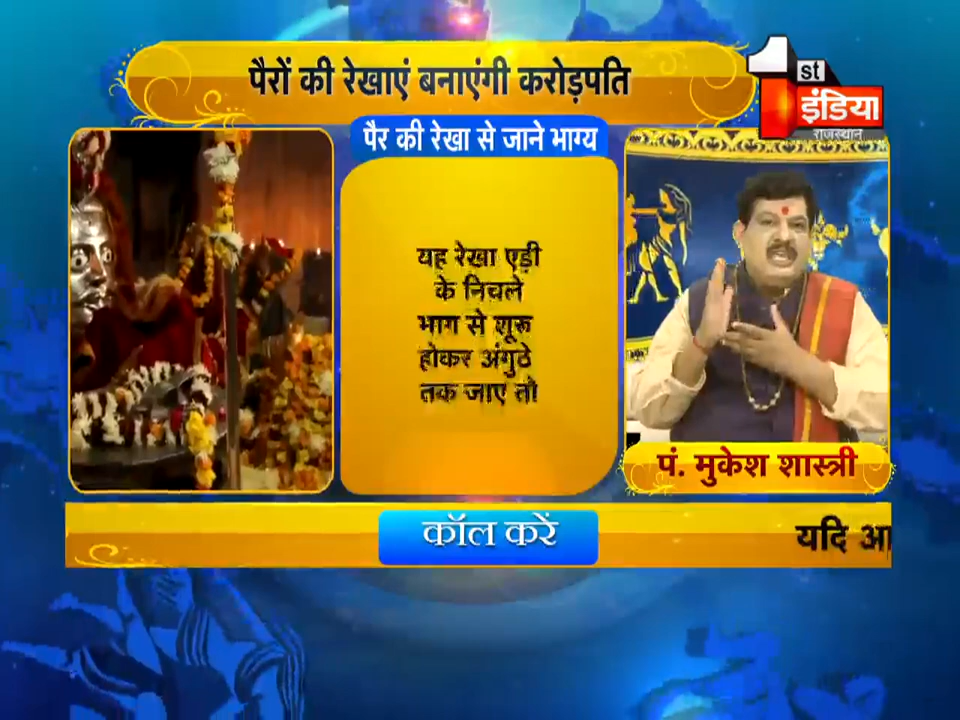 पैरों की रेखाएं बनाएंगी करोड़पति
1st
इंडिया
राजस्थान
पैर की रेखा से जाने भाग्य
यह रेखा एड़ी
के निचले
भाग से शुरू
होकर अंगुठे
तक जाए तो
पं. मुकेश शास्त्री
कॉल करें
यदि